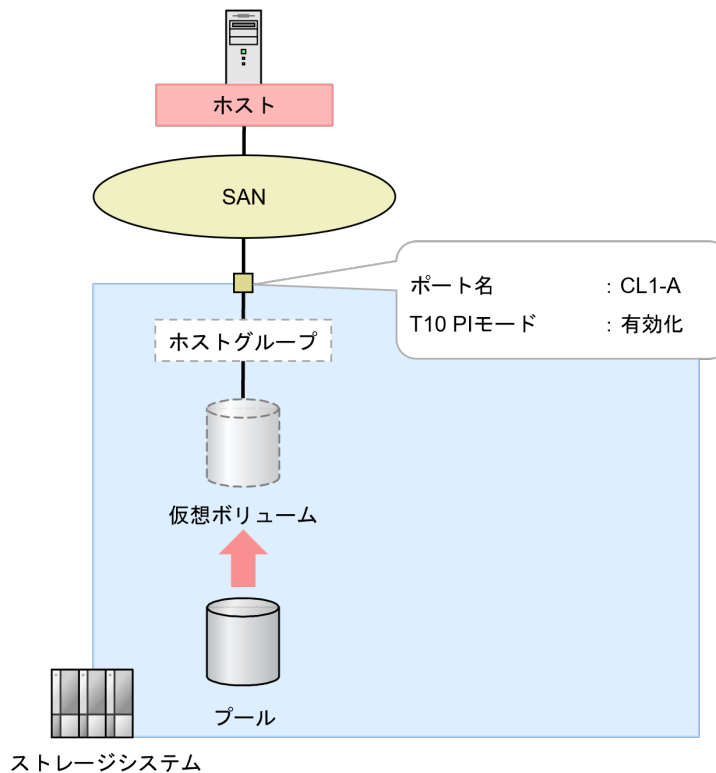 ホスト
SAN
ポート名 : CL1-A
T10 PIモード : 有効化
ホストグループ
仮想ボリューム
プール
ストレージシステム